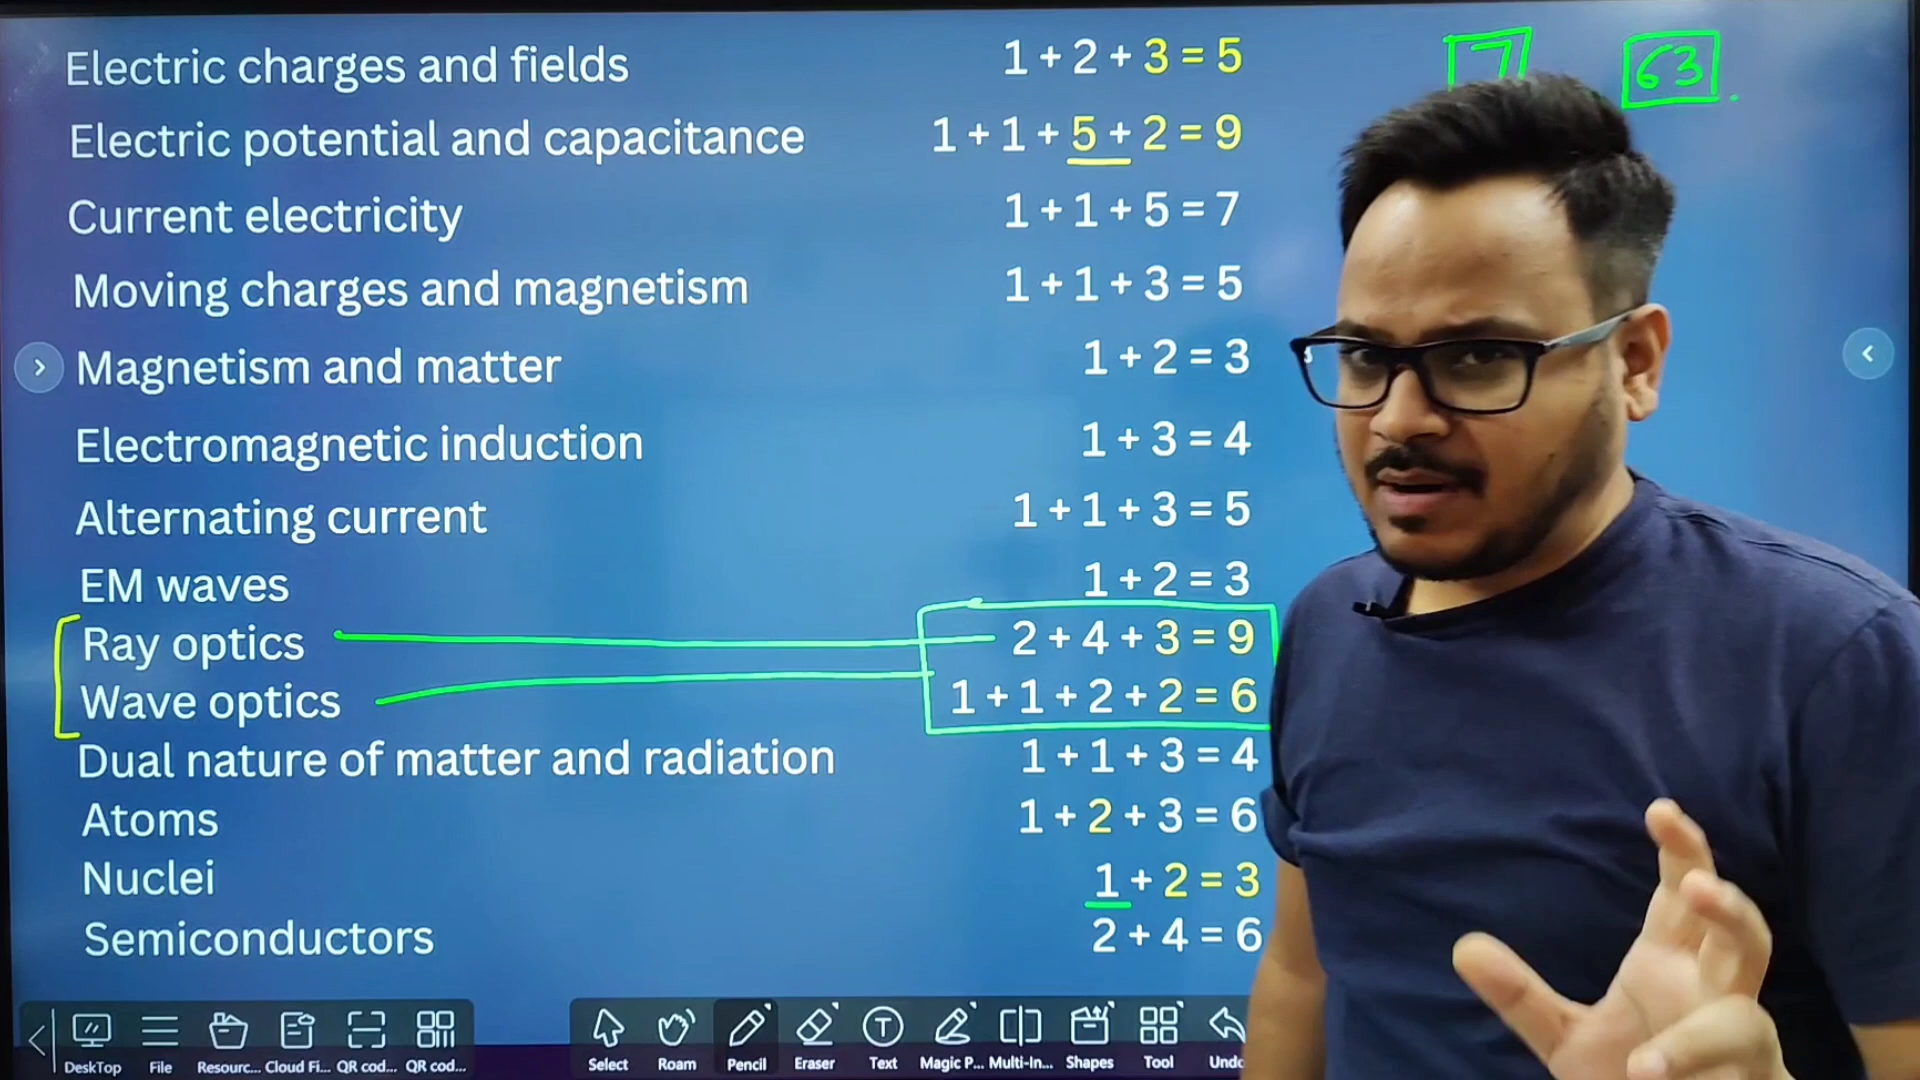 Electric charges and fields 1 + 2 + 3 = 5
7 63 .
Electric potential and capacitance 1 + 1 + 5 + 2 = 9
Current electricity 1 + 1 + 5 = 7
Moving charges and magnetism 1 + 1 + 3 = 5
Magnetism and matter 1 + 2 = 3
Electromagnetic induction 1 + 3 = 4
Alternating current 1 + 1 + 3 = 5
EM waves 1 + 2 = 3
Ray optics 2 + 4 + 3 = 9
Wave optics 1 + 1 + 2 + 2 = 6
Dual nature of matter and radiation 1 + 1 + 3 = 4
Atoms 1 + 2 + 3 = 6
Nuclei 1 + 2 = 3
Semiconductors 2 + 4 = 6
DeskTop File Resourc... Cloud Fi... QR cod... QR cod... Select Roam Pencil Eraser Text Magic P... Multi-In... Shapes Tool Undo